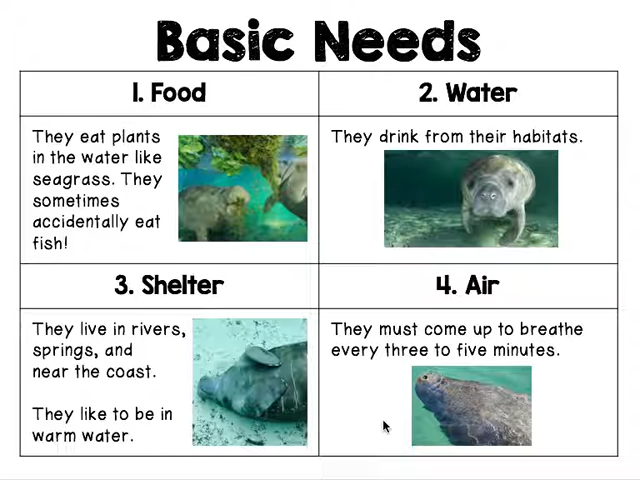 Basic Needs
1. Food
They eat plants
in the water like
seagrass. They
sometimes
accidentally eat
fish!
2. Water
They drink from their habitats.
3. Shelter
They live in rivers,
springs, and
near the coast.
They like to be in
warm water.
4. Air
They must come up to breathe
every three to five minutes.